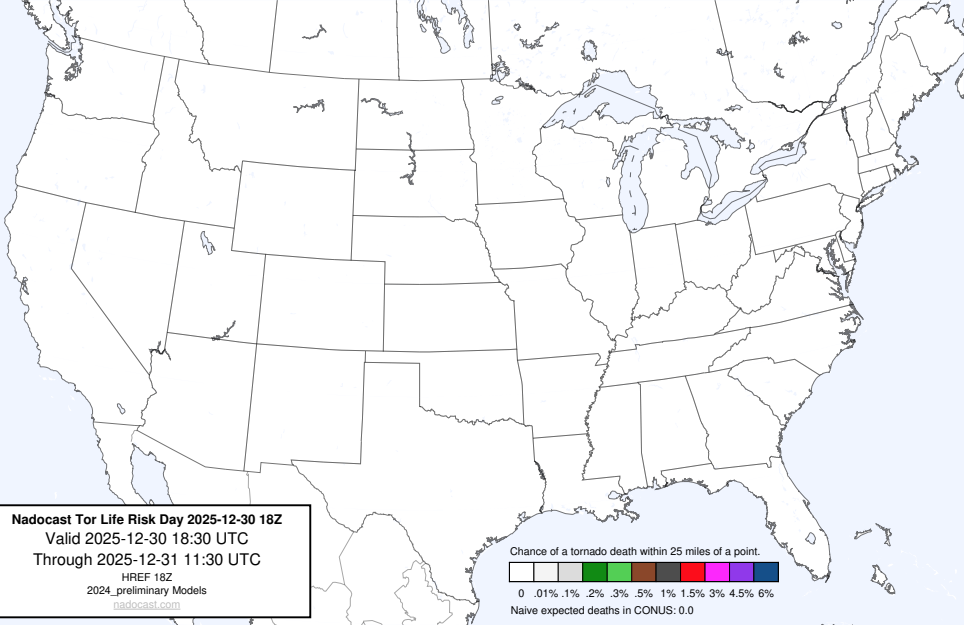 Nadocast Tor Life Risk Day 2025-12-30 18Z
Valid 2025-12-30 18:30 UTC
Through 2025-12-31 11:30 UTC
HREF 18Z
2024_preliminary Models
nadocast.com
Chance of a tornado death within 25 miles of a point.
0 .01% .1% .2% .3% .5% 1% 1.5% 3% 4.5% 6%
Naive expected deaths in CONUS: 0.0